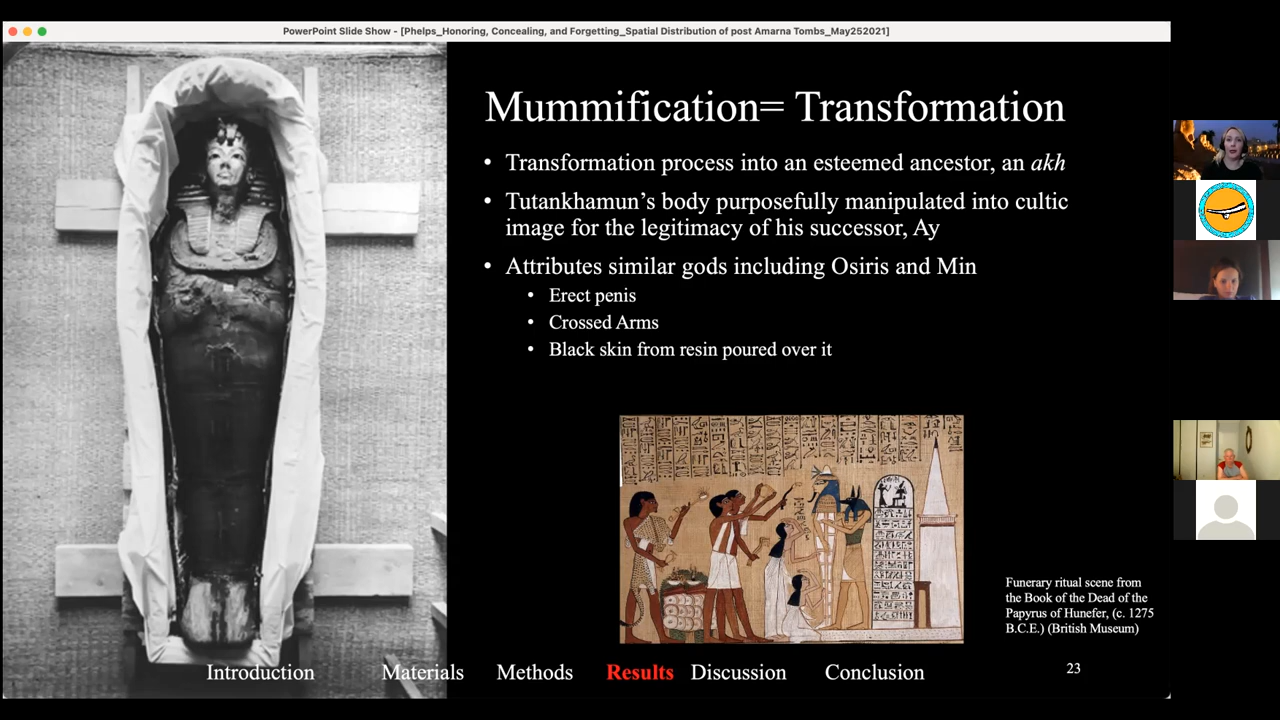 PowerPoint Slide Show - [Phelps_Honoring, Concealing, and Forgetting_Spatial Distribution of post Amarna Tombs_May252021]
Mummification= Transformation
• Transformation process into an esteemed ancestor, an akh
• Tutankhamun's body purposefully manipulated into cultic
image for the legitimacy of his successor, Ay
• Attributes similar gods including Osiris and Min
• Erect penis
• Crossed Arms
• Black skin from resin poured over it
Funerary ritual scene from
the Book of the Dead of the
Papyrus of Hunefer, (c. 1275
B.C.E.) (British Museum)
Introduction Materials Methods Results Discussion Conclusion 23